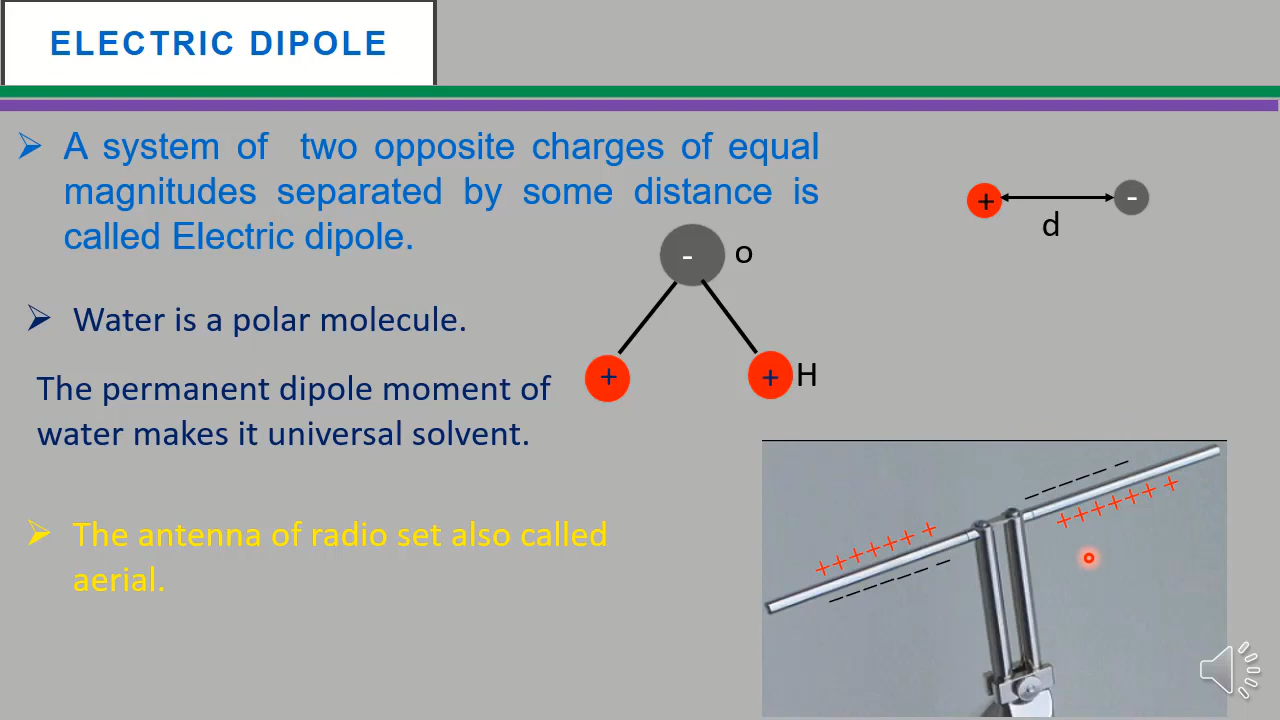 ELECTRIC DIPOLE
A system of two opposite charges of equal
magnitudes separated by some distance is
called Electric dipole.
+ -
d
- o
Water is a polar molecule.
+ + H
The permanent dipole moment of
water makes it universal solvent.
The antenna of radio set also called
aerial.
- - - - - - -
+ + + + + + +
+ + + + + + +
- - - - - - -